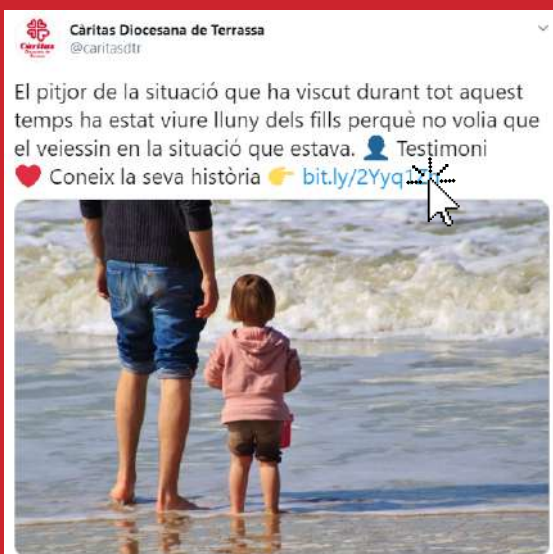 Càritas
Càritas Diocesana de Terrassa
@caritasdtr
El pitjor de la situació que ha viscut durant tot aquest
temps ha estat viure lluny dels fills perquè no volia que
el veiessin en la situació que estava. 👤 Testimoni
❤️ Coneix la seva història 👉